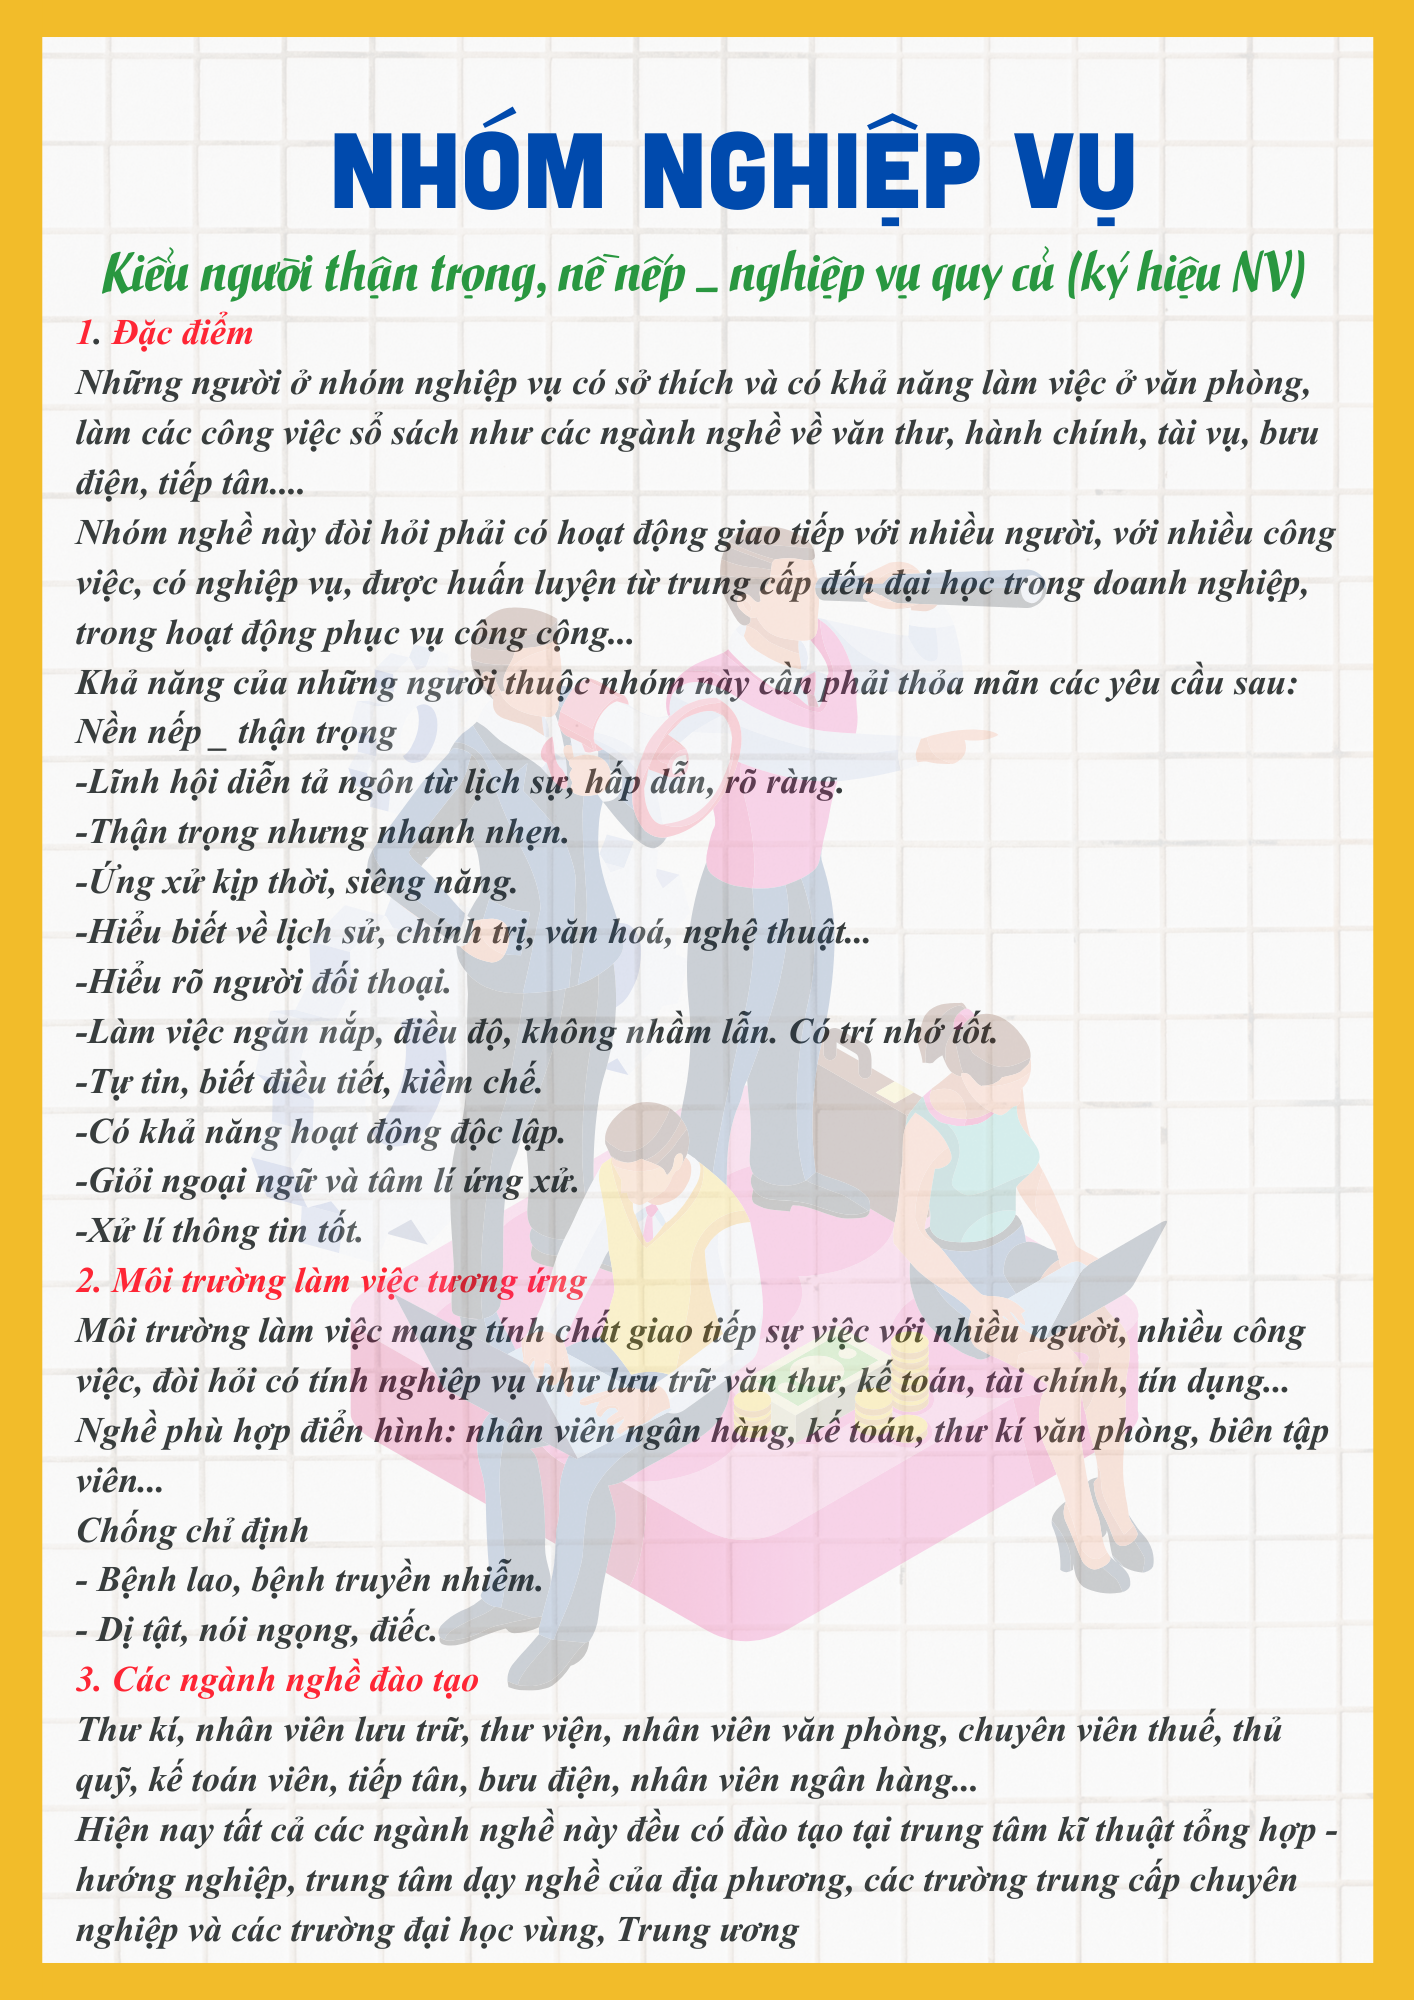 NHÓM NGHIỆP VỤ
Kiểu người thận trọng, nề nếp _ nghiệp vụ quy củ (ký hiệu NV)
1. Đặc điểm
Những người ở nhóm nghiệp vụ có sở thích và có khả năng làm việc ở văn phòng,
làm các công việc sổ sách như các ngành nghề về văn thư, hành chính, tài vụ, bưu
điện, tiếp tân....
Nhóm nghề này đòi hỏi phải có hoạt động giao tiếp với nhiều người, với nhiều công
việc, có nghiệp vụ, được huấn luyện từ trung cấp đến đại học trong doanh nghiệp,
trong hoạt động phục vụ công cộng...
Khả năng của những người thuộc nhóm này cần phải thỏa mãn các yêu cầu sau:
Nền nếp _ thận trọng
-Lĩnh hội diễn tả ngôn từ lịch sự, hấp dẫn, rõ ràng.
-Thận trọng nhưng nhanh nhẹn.
-Ứng xử kịp thời, siêng năng.
-Hiểu biết về lịch sử, chính trị, văn hoá, nghệ thuật...
-Hiểu rõ người đối thoại.
-Làm việc ngăn nắp, điều độ, không nhầm lẫn. Có trí nhớ tốt.
-Tự tin, biết điều tiết, kiềm chế.
-Có khả năng hoạt động độc lập.
-Giỏi ngoại ngữ và tâm lí ứng xử.
-Xử lí thông tin tốt.
2. Môi trường làm việc tương ứng
Môi trường làm việc mang tính chất giao tiếp sự việc với nhiều người, nhiều công
việc, đòi hỏi có tính nghiệp vụ như lưu trữ văn thư, kế toán, tài chính, tín dụng...
Nghề phù hợp điển hình: nhân viên ngân hàng, kế toán, thư kí văn phòng, biên tập
viên...
Chống chỉ định
- Bệnh lao, bệnh truyền nhiễm.
- Dị tật, nói ngọng, điếc.
3. Các ngành nghề đào tạo
Thư kí, nhân viên lưu trữ, thư viện, nhân viên văn phòng, chuyên viên thuế, thủ
quỹ, kế toán viên, tiếp tân, bưu điện, nhân viên ngân hàng...
Hiện nay tất cả các ngành nghề này đều có đào tạo tại trung tâm kĩ thuật tổng hợp -
hướng nghiệp, trung tâm dạy nghề của địa phương, các trường trung cấp chuyên
nghiệp và các trường đại học vùng, Trung ương